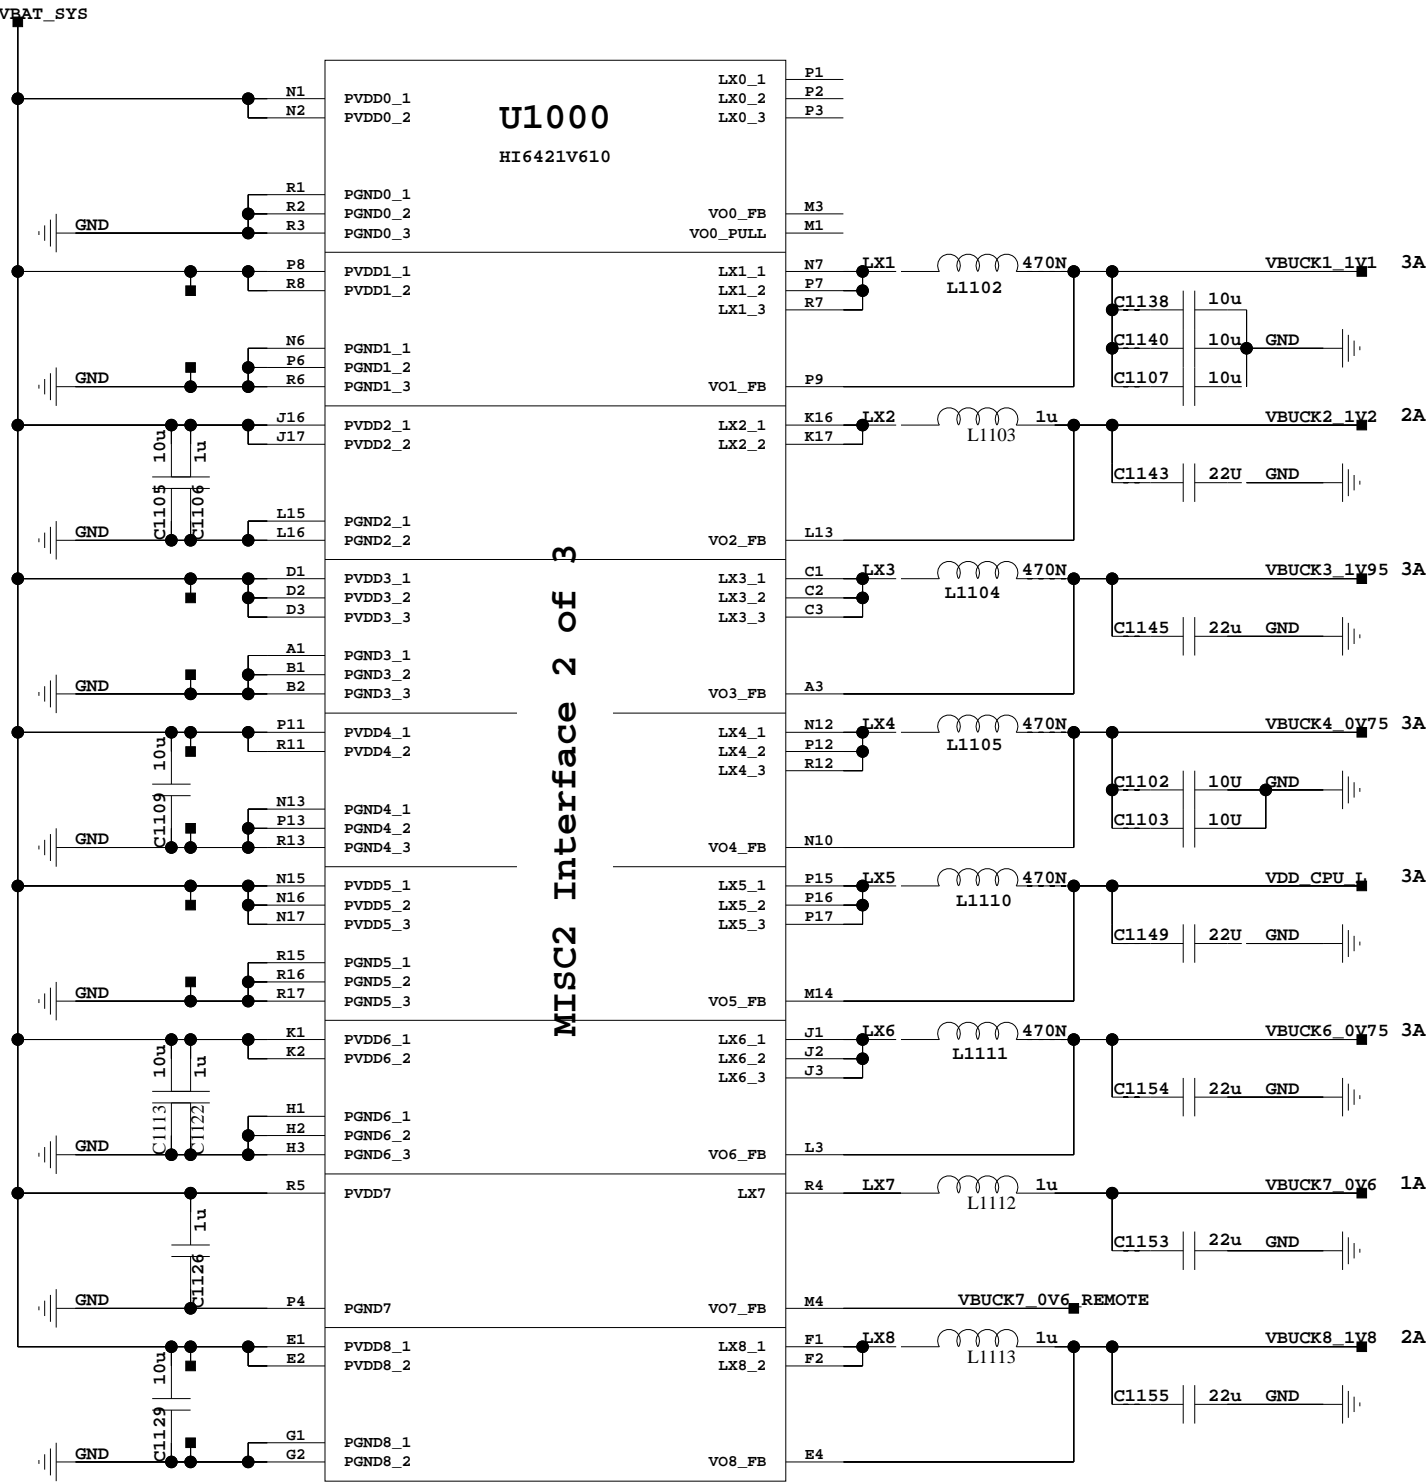 VBAT_SYS
U1000
HI6421V610
MISC2 Interface 2 of 3
N1 PVDD0_1 LX0_1 P1
N2 PVDD0_2 LX0_2 P2
LX0_3 P3
R1 PGND0_1
R2 PGND0_2 VO0_FB M3
GND R3 PGND0_3 VO0_PULL M1
P8 PVDD1_1 LX1_1 N7 LX1 470N VBUCK1_1V1 3A
R8 PVDD1_2 LX1_2 P7 L1102
LX1_3 R7 C1138 10u
N6 PGND1_1 C1140 10u GND
P6 PGND1_2
GND R6 PGND1_3 VO1_FB P9 C1107 10u
J16 PVDD2_1 LX2_1 K16 LX2 1u VBUCK2_1V2 2A
J17 PVDD2_2 LX2_2 K17 L1103
10u 1u
C1105 C1106
C1143 22U GND
L15 PGND2_1
GND L16 PGND2_2 VO2_FB L13
D1 PVDD3_1 LX3_1 C1 LX3 470N VBUCK3_1V95 3A
D2 PVDD3_2 LX3_2 C2 L1104
D3 PVDD3_3 LX3_3 C3
C1145 22u GND
A1 PGND3_1
B1 PGND3_2
GND B2 PGND3_3 VO3_FB A3
P11 PVDD4_1 LX4_1 N12 LX4 470N VBUCK4_0V75 3A
R11 PVDD4_2 LX4_2 P12 L1105
LX4_3 R12
10u
C1109
C1102 10U GND
N13 PGND4_1
P13 PGND4_2 C1103 10U
GND R13 PGND4_3 VO4_FB N10
N15 PVDD5_1 LX5_1 P15 LX5 470N VDD_CPU_L 3A
N16 PVDD5_2 LX5_2 P16 L1110
N17 PVDD5_3 LX5_3 P17
C1149 22U GND
R15 PGND5_1
R16 PGND5_2
GND R17 PGND5_3 VO5_FB M14
K1 PVDD6_1 LX6_1 J1 LX6 470N VBUCK6_0V75 3A
K2 PVDD6_2 LX6_2 J2 L1111
LX6_3 J3
10u 1u
C1113 C1122
C1154 22u GND
H1 PGND6_1
H2 PGND6_2
GND H3 PGND6_3 VO6_FB L3
R5 PVDD7 LX7 R4 LX7 1u VBUCK7_0V6 1A
L1112
1u
C1126
C1153 22u GND
GND P4 PGND7 VO7_FB M4 VBUCK7_0V6_REMOTE
E1 PVDD8_1 LX8_1 F1 LX8 1u VBUCK8_1V8 2A
E2 PVDD8_2 LX8_2 F2 L1113
10u
C1129
C1155 22u GND
G1 PGND8_1
GND G2 PGND8_2 VO8_FB E4